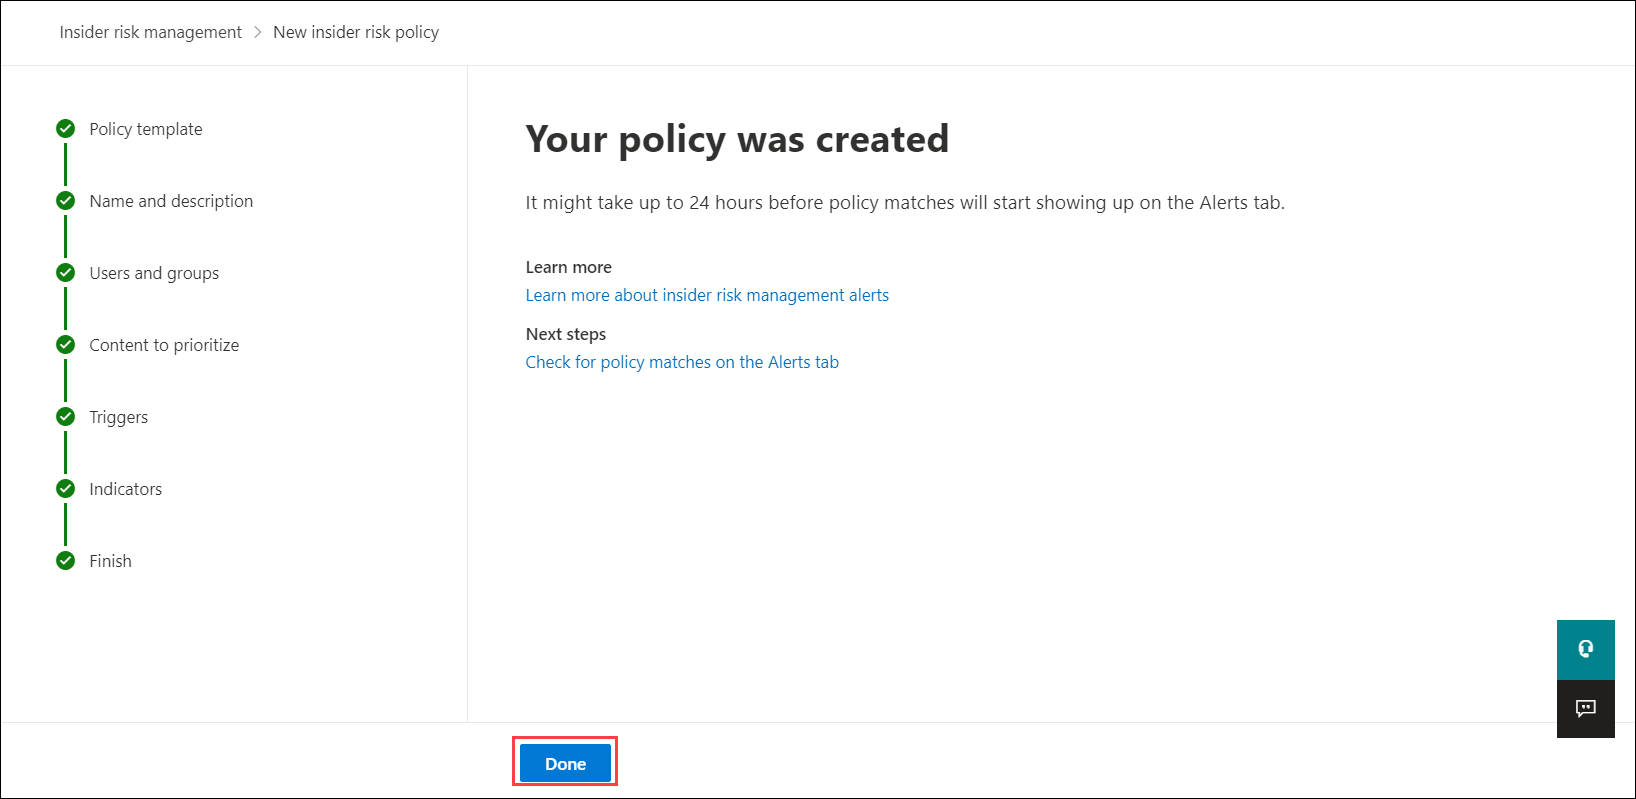 Insider risk management > New insider risk policy
Policy template
Name and description
Users and groups
Content to prioritize
Triggers
Indicators
Finish
Your policy was created
It might take up to 24 hours before policy matches will start showing up on the Alerts tab.
Learn more
Learn more about insider risk management alerts
Next steps
Check for policy matches on the Alerts tab
Done